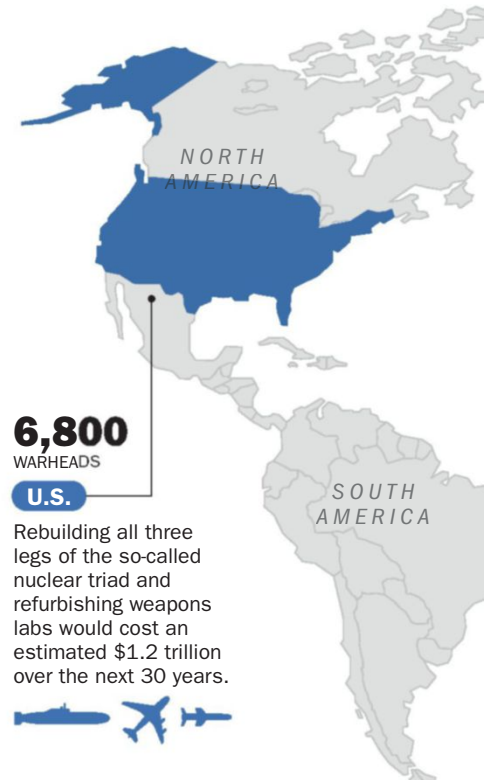 NORTH
AMERICA
6,800
WARHEADS
U.S.
Rebuilding all three
legs of the so-called
nuclear triad and
refurbishing weapons
labs would cost an
estimated $1.2 trillion
over the next 30 years.
SOUTH
AMERICA